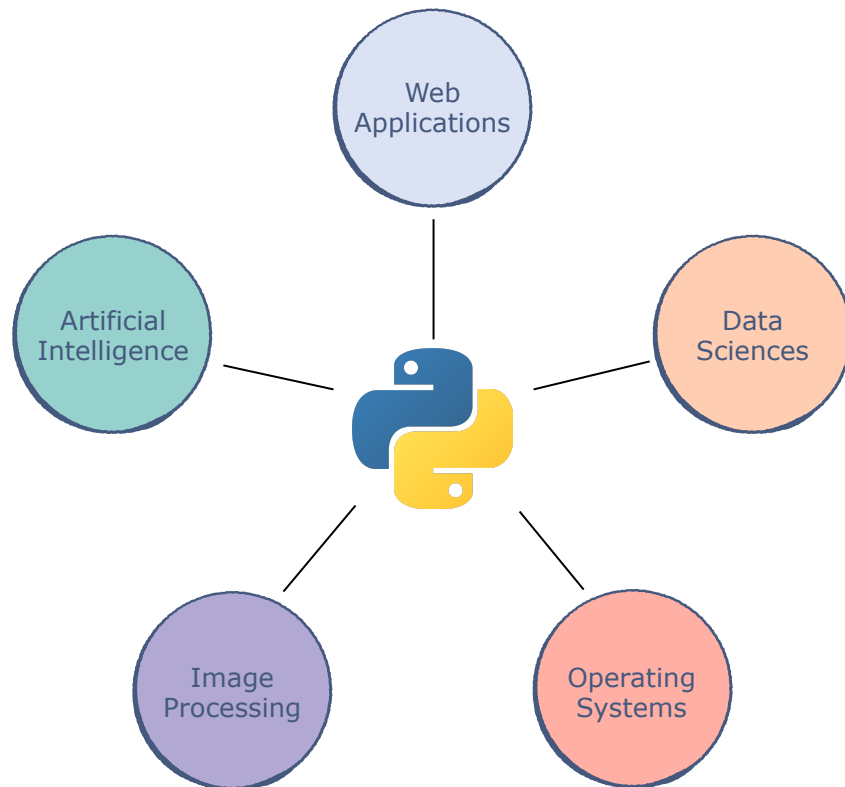 Web
Applications
Artificial
Intelligence
Data
Sciences
Image
Processing
Operating
Systems